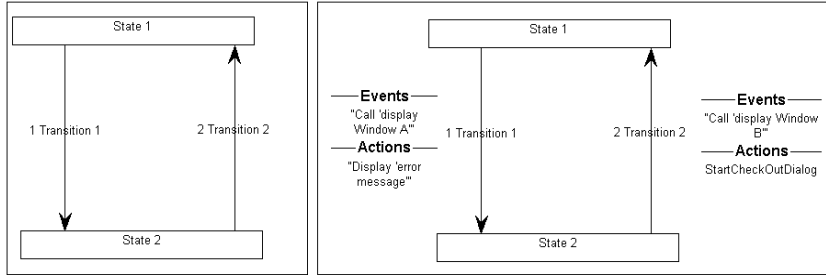 State 1
1 Transition 1
2 Transition 2
State 2
State 1
Events
"Call 'display
Window A'"
Actions
"Display 'error
message'"
1 Transition 1
2 Transition 2
Events
"Call 'display Window
B'"
Actions
StartCheckOutDialog
State 2